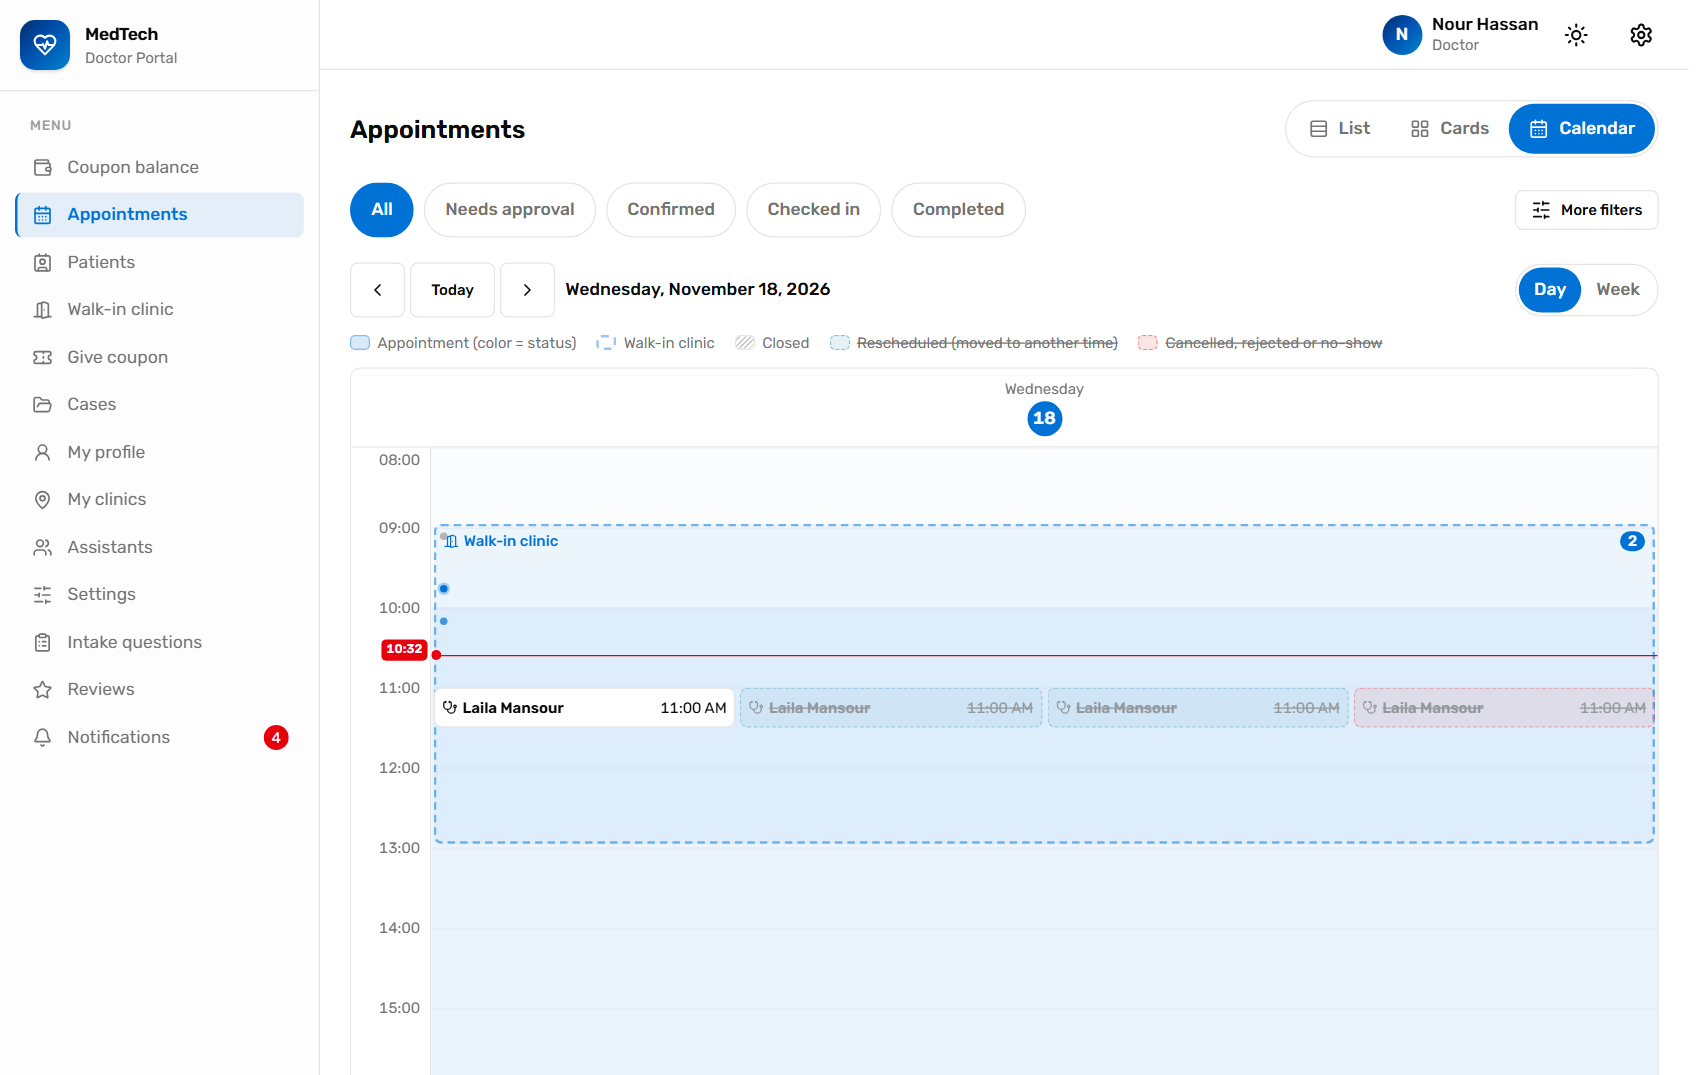 MedTech
Doctor Portal
Nour Hassan
Doctor
N
MENU
Coupon balance
Appointments
Patients
Walk-in clinic
Give coupon
Cases
My profile
My clinics
Assistants
Settings
Intake questions
Reviews
Notifications
4
Appointments
List
Cards
Calendar
All
Needs approval
Confirmed
Checked in
Completed
More filters
Today
Wednesday, November 18, 2026
Day
Week
Appointment (color = status)
Walk-in clinic
Closed
Rescheduled (moved to another time)
Cancelled, rejected or no-show
Wednesday
18
08:00
09:00
Walk-in clinic
2
10:00
10:32
11:00
Laila Mansour 11:00 AM
Laila Mansour 11:00 AM
Laila Mansour 11:00 AM
Laila Mansour 11:00 AM
12:00
13:00
14:00
15:00